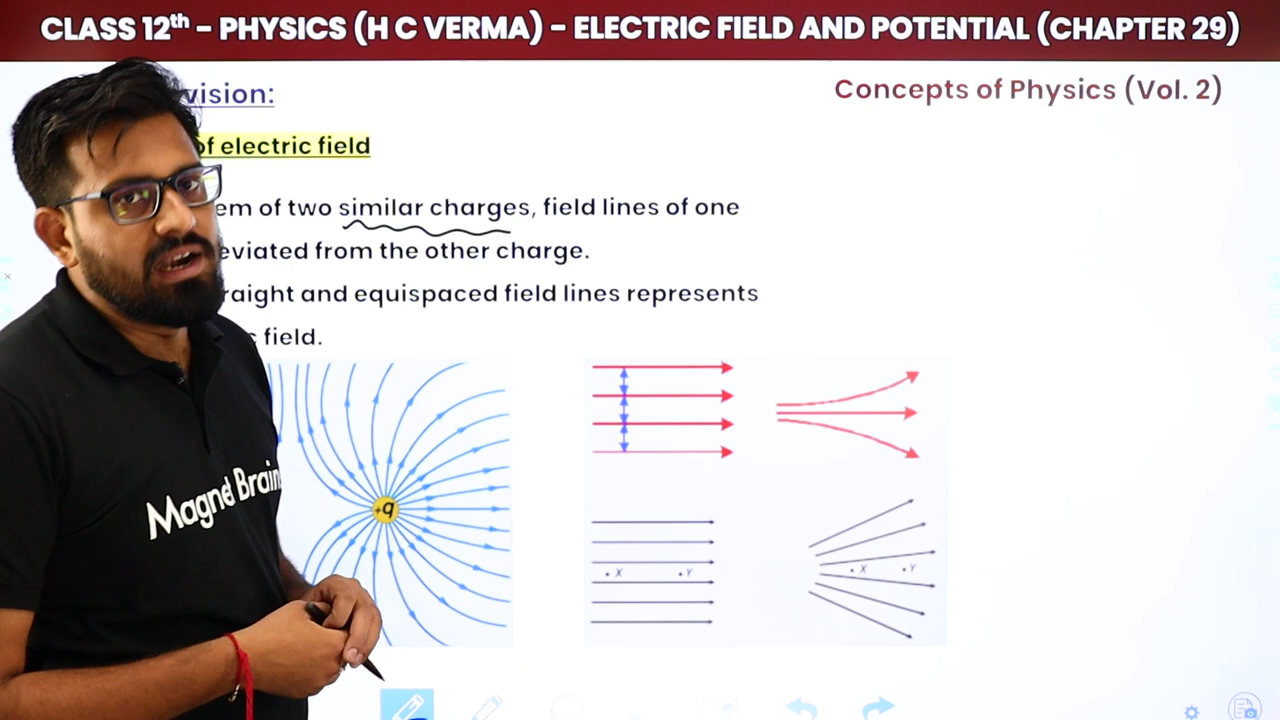 CLASS 12th - PHYSICS (H C VERMA) - ELECTRIC FIELD AND POTENTIAL (CHAPTER 29)
vision:
Concepts of Physics (Vol. 2)
of electric field
em of two similar charges, field lines of one
eviated from the other charge.
raight and equispaced field lines represents
c field.
+q
X
Y
X
Y
Magnet Brain